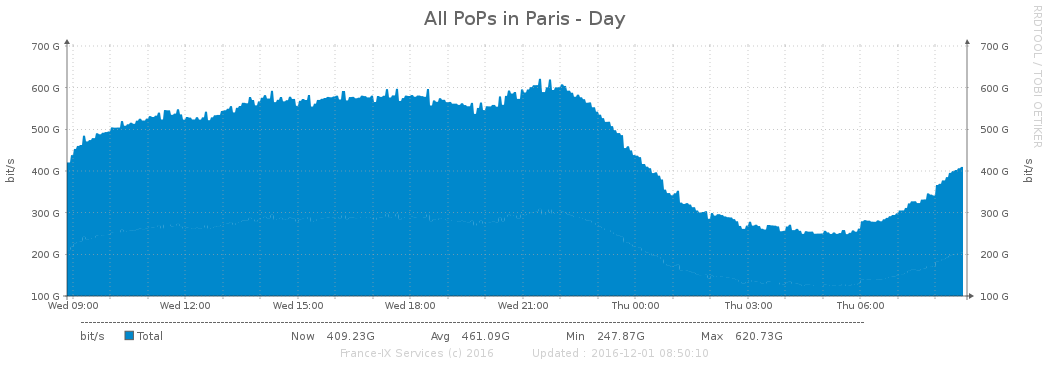 All PoPs in Paris - Day
RRDTOOL / TOBI OETIKER
700 G 700 G
600 G 600 G
500 G 500 G
400 G 400 G
300 G 300 G
200 G 200 G
100 G 100 G
bit/s
bit/s
Wed 09:00 Wed 12:00 Wed 15:00 Wed 18:00 Wed 21:00 Thu 00:00 Thu 03:00 Thu 06:00
bit/s Total Now 409.23G Avg 461.09G Min 247.87G Max 620.73G
France-IX Services (c) 2016 Updated : 2016-12-01 08:50:10